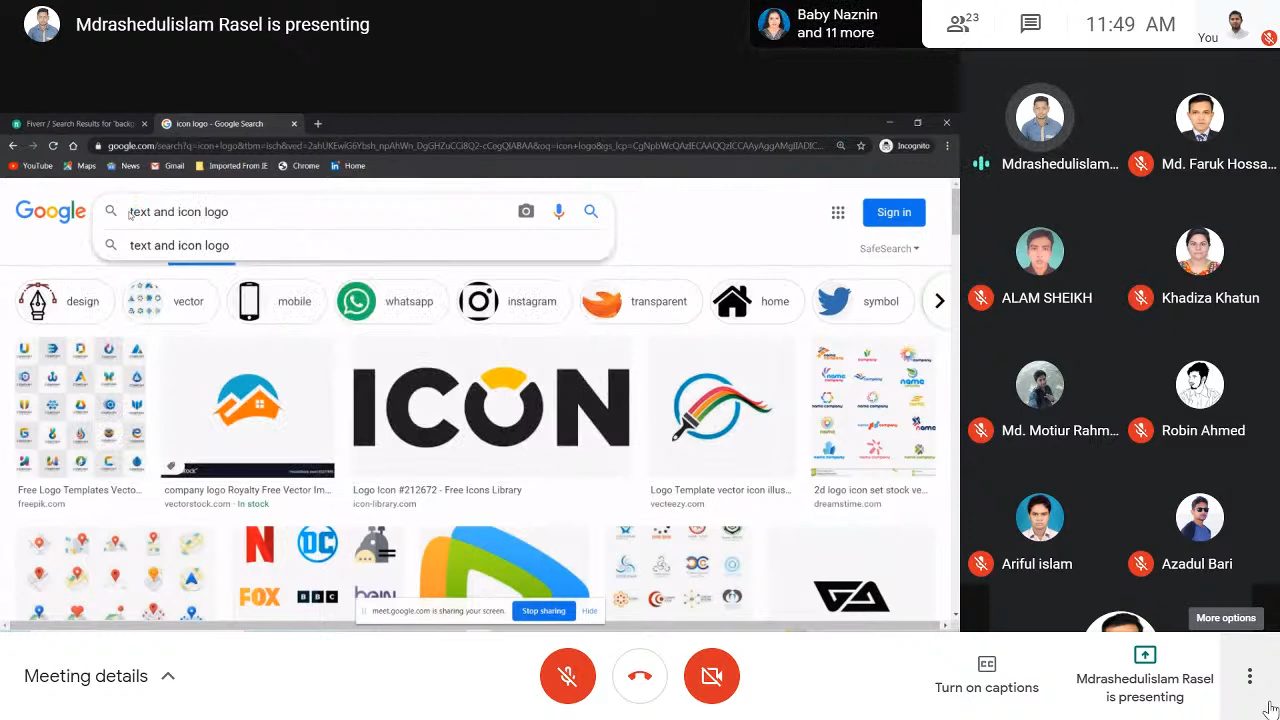 Mdrashedulislam Rasel is presenting
Baby Naznin
and 11 more
23
11:49 AM
You
Fiverr / Search Results for 'backg
icon logo - Google Search
Incognito
YouTube
Maps
News
Gmail
Imported From IE
Chrome
Home
Google
text and icon logo
Sign in
text and icon logo
SafeSearch
design
vector
mobile
whatsapp
instagram
transparent
home
symbol
ICON
Free Logo Templates Vecto...
freepik.com
company logo Royalty Free Vector Im...
vectorstock.com · In stock
Logo Icon #212672 - Free Icons Library
icon-library.com
Logo Template vector icon illus...
vecteezy.com
2d logo icon set stock ve...
dreamstime.com
N
DC
FOX
BBC
beIN
meet.google.com is sharing your screen.
Stop sharing
Hide
Mdrashedulislam...
Md. Faruk Hossa...
ALAM SHEIKH
Khadiza Khatun
Md. Motiur Rahm...
Robin Ahmed
Ariful islam
Azadul Bari
More options
Meeting details
CC
Turn on captions
Mdrashedulislam Rasel
is presenting